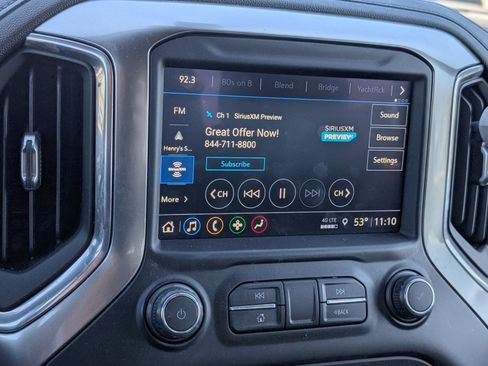 92.3 80s on 8 Blend Bridge YachtRck
FM
Ch 1 SiriusXM Preview
Sound
Great Offer Now!
844-711-8800
SIRIUSXM
PREVIEW
Browse
Henry's S...
Subscribe
Settings
SiriusXM
More
CH CH
4G LTE
53° 11:10
BACK